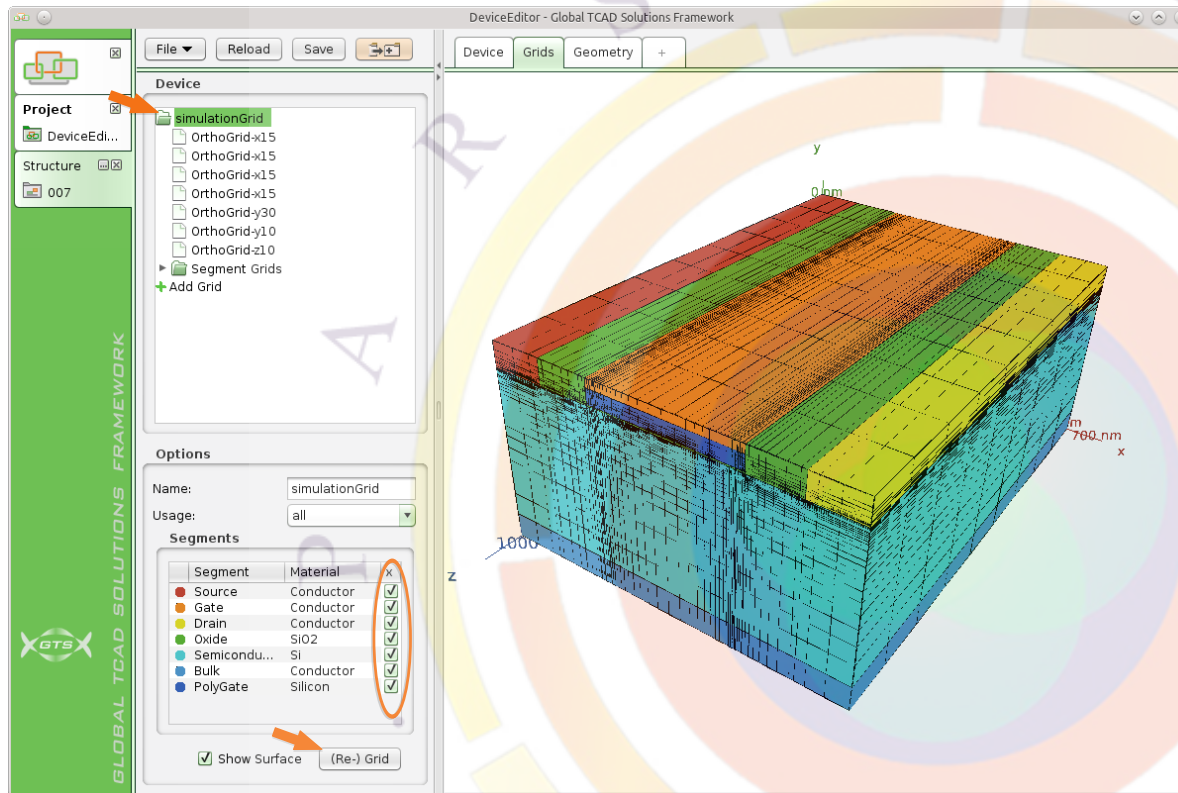 DeviceEditor - Global TCAD Solutions Framework
File Reload Save
Device Grids Geometry +
Project
DeviceEdi...
Structure
007
Device
simulationGrid
OrthoGrid-x15
OrthoGrid-x15
OrthoGrid-x15
OrthoGrid-x15
OrthoGrid-y30
OrthoGrid-y10
OrthoGrid-z10
Segment Grids
Add Grid
Options
Name: simulationGrid
Usage: all
Segments
Segment Material x
Source Conductor
Gate Conductor
Drain Conductor
Oxide SiO2
Semicondu... Si
Bulk Conductor
PolyGate Silicon
Show Surface (Re-) Grid
GTS
GLOBAL TCAD SOLUTIONS FRAMEWORK
y
0 nm
700 nm
x
1000
z
P A R S